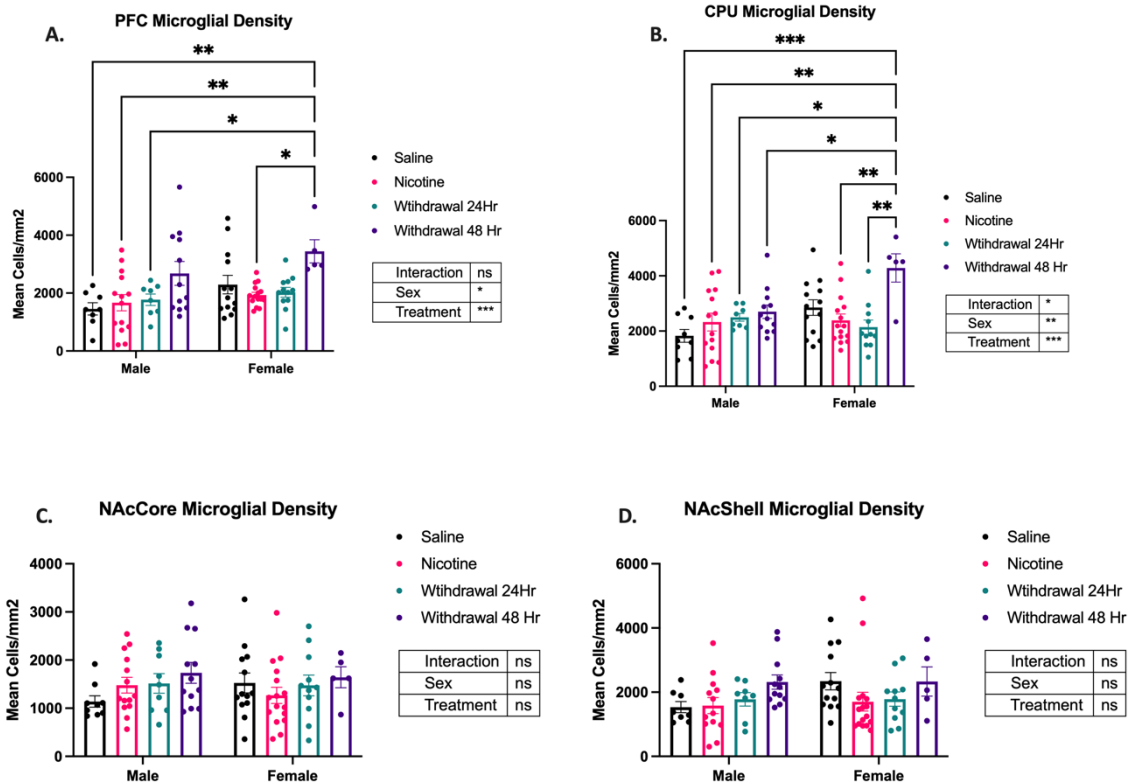 A.
PFC Microglial Density
**
**
*
*
Mean Cells/mm2
6000
4000
2000
0
Male
Female
Saline
Nicotine
Wtihdrawal 24Hr
Withdrawal 48 Hr
Interaction ns
Sex *
Treatment ***
B.
CPU Microglial Density
***
**
*
*
**
**
Mean Cells/mm2
6000
4000
2000
0
Male
Female
Saline
Nicotine
Wtihdrawal 24Hr
Withdrawal 48 Hr
Interaction *
Sex **
Treatment ***
C.
NAcCore Microglial Density
Mean Cells/mm2
4000
3000
2000
1000
0
Male
Female
Saline
Nicotine
Wtihdrawal 24Hr
Withdrawal 48 Hr
Interaction ns
Sex ns
Treatment ns
D.
NAcShell Microglial Density
Mean Cells/mm2
6000
4000
2000
0
Male
Female
Saline
Nicotine
Wtihdrawal 24Hr
Withdrawal 48 Hr
Interaction ns
Sex ns
Treatment ns